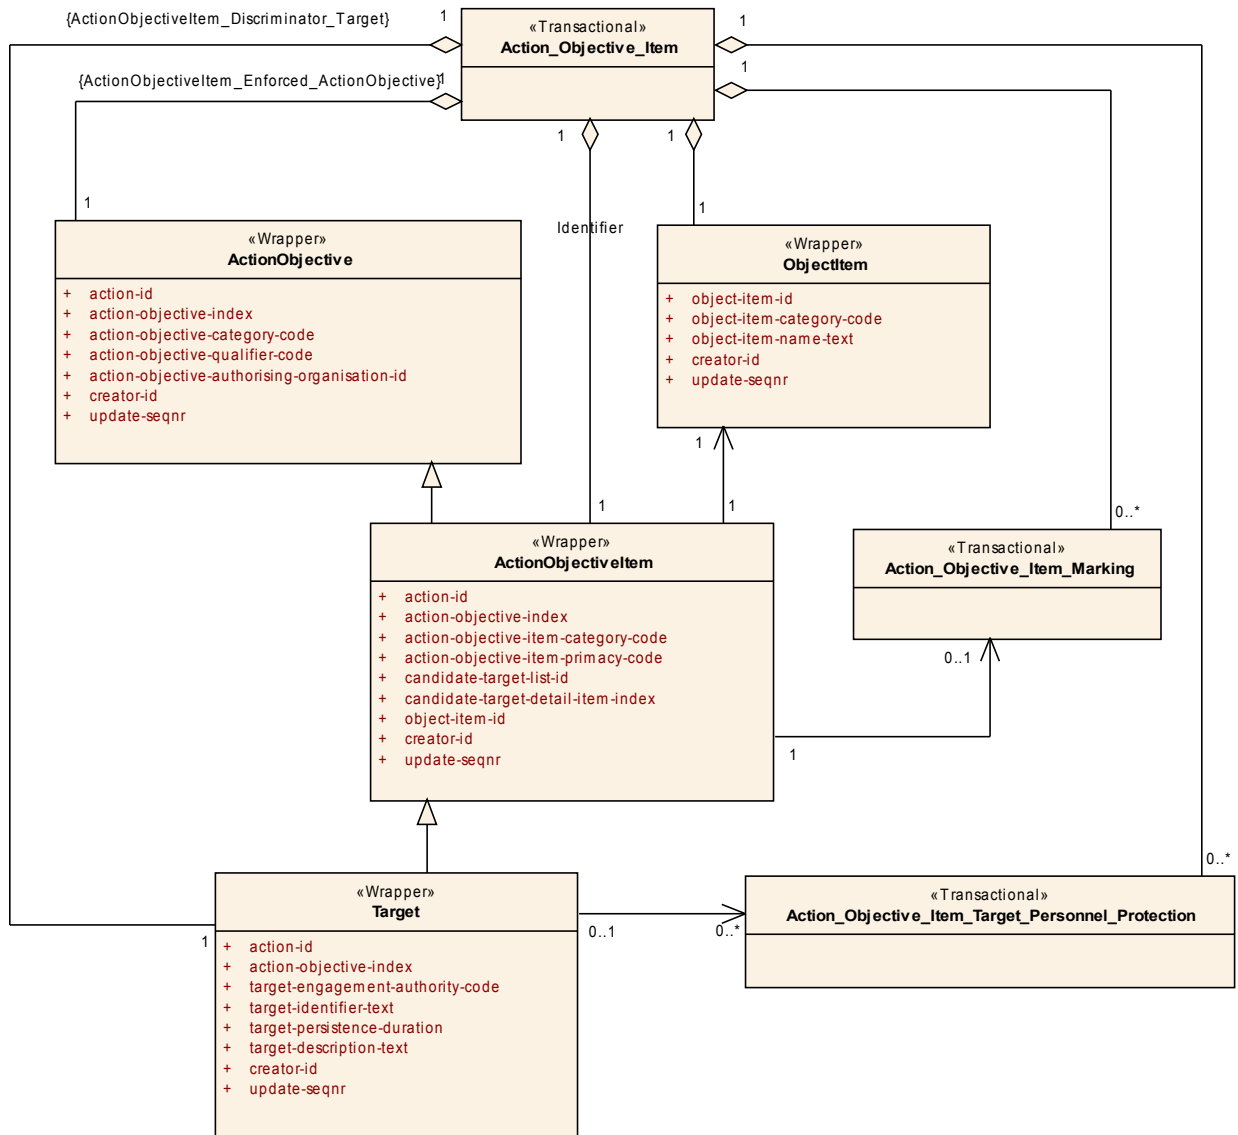 {ActionObjectiveItem_Discriminator_Target}
1
«Transactional»
Action_Objective_Item
1
{ActionObjectiveItem_Enforced_ActionObjective}
1
1
1
1
1
«Wrapper»
ActionObjective
+ action-id
+ action-objective-index
+ action-objective-category-code
+ action-objective-qualifier-code
+ action-objective-authorising-organisation-id
+ creator-id
+ update-seqnr
Identifier
1
«Wrapper»
ObjectItem
+ object-item-id
+ object-item-category-code
+ object-item-name-text
+ creator-id
+ update-seqnr
1
1
1
0..*
«Wrapper»
ActionObjectiveItem
+ action-id
+ action-objective-index
+ action-objective-item-category-code
+ action-objective-item-primacy-code
+ candidate-target-list-id
+ candidate-target-detail-item-index
+ object-item-id
+ creator-id
+ update-seqnr
«Transactional»
Action_Objective_Item_Marking
0..1
1
0..*
«Wrapper»
Target
1
+ action-id
+ action-objective-index
+ target-engagement-authority-code
+ target-identifier-text
+ target-persistence-duration
+ target-description-text
+ creator-id
+ update-seqnr
0..1
0..*
«Transactional»
Action_Objective_Item_Target_Personnel_Protection